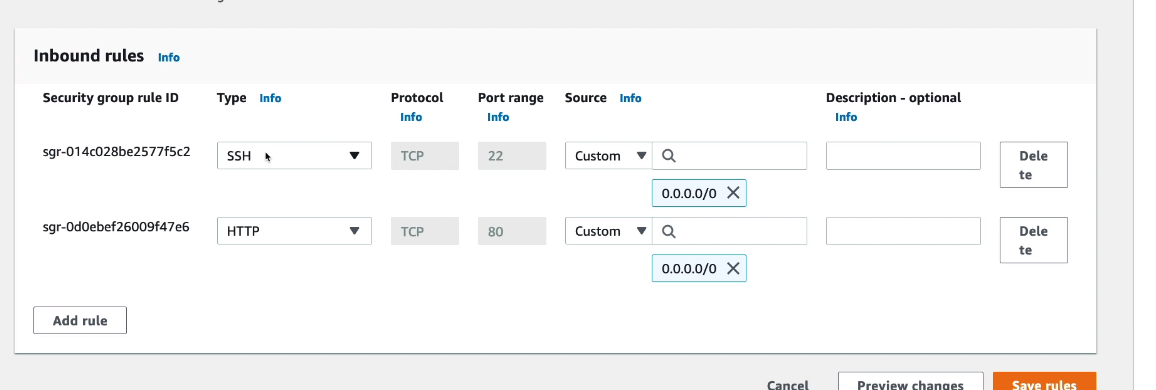 Inbound rules Info
Security group rule ID Type Info Protocol Info Port range Info Source Info Description - optional Info
sgr-014c028be2577f5c2 SSH TCP 22 Custom Delete
0.0.0.0/0
sgr-0d0ebef26009f47e6 HTTP TCP 80 Custom Delete
0.0.0.0/0
Add rule
Cancel Preview changes Save rules